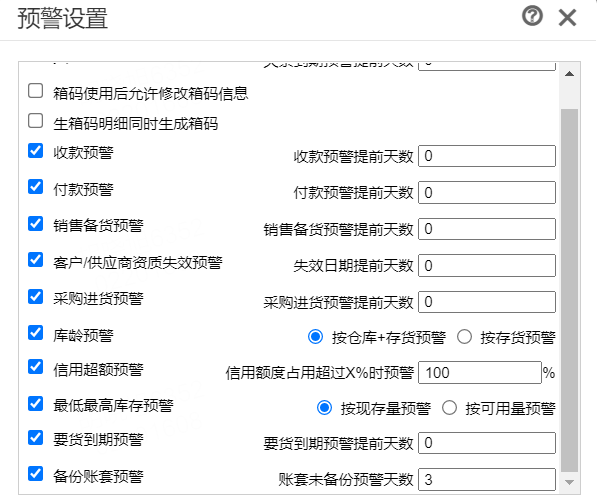 预警设置
到期预警提前天数
箱码使用后允许修改箱码信息
生箱码明细同时生成箱码
收款预警 收款预警提前天数 0
付款预警 付款预警提前天数 0
销售备货预警 销售备货预警提前天数 0
客户/供应商资质失效预警 失效日期提前天数 0
采购进货预警 采购进货预警提前天数 0
库龄预警 按仓库+存货预警 按存货预警
信用超额预警 信用额度占用超过X%时预警 100 %
最低最高库存预警 按现存量预警 按可用量预警
要货到期预警 要货到期预警提前天数 0
备份账套预警 账套未备份预警天数 3